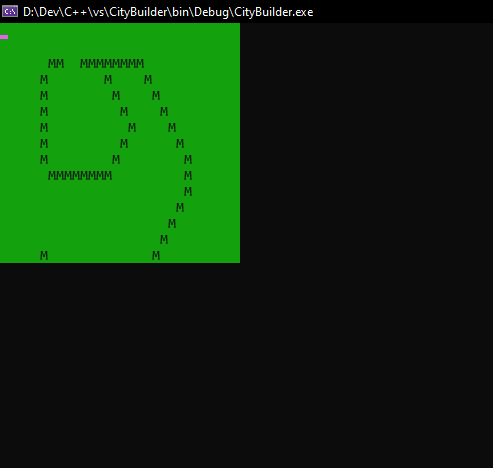 D:\Dev\C++\vs\CityBuilder\bin\Debug\CityBuilder.exe
      MM  MMMMMMMM
     M       M    M
     M        M    M
     M         M    M
     M          M    M
     M         M      M
     M        M        M
      MMMMMMMM         M
                       M
                      M
                     M
                    M
     M             M